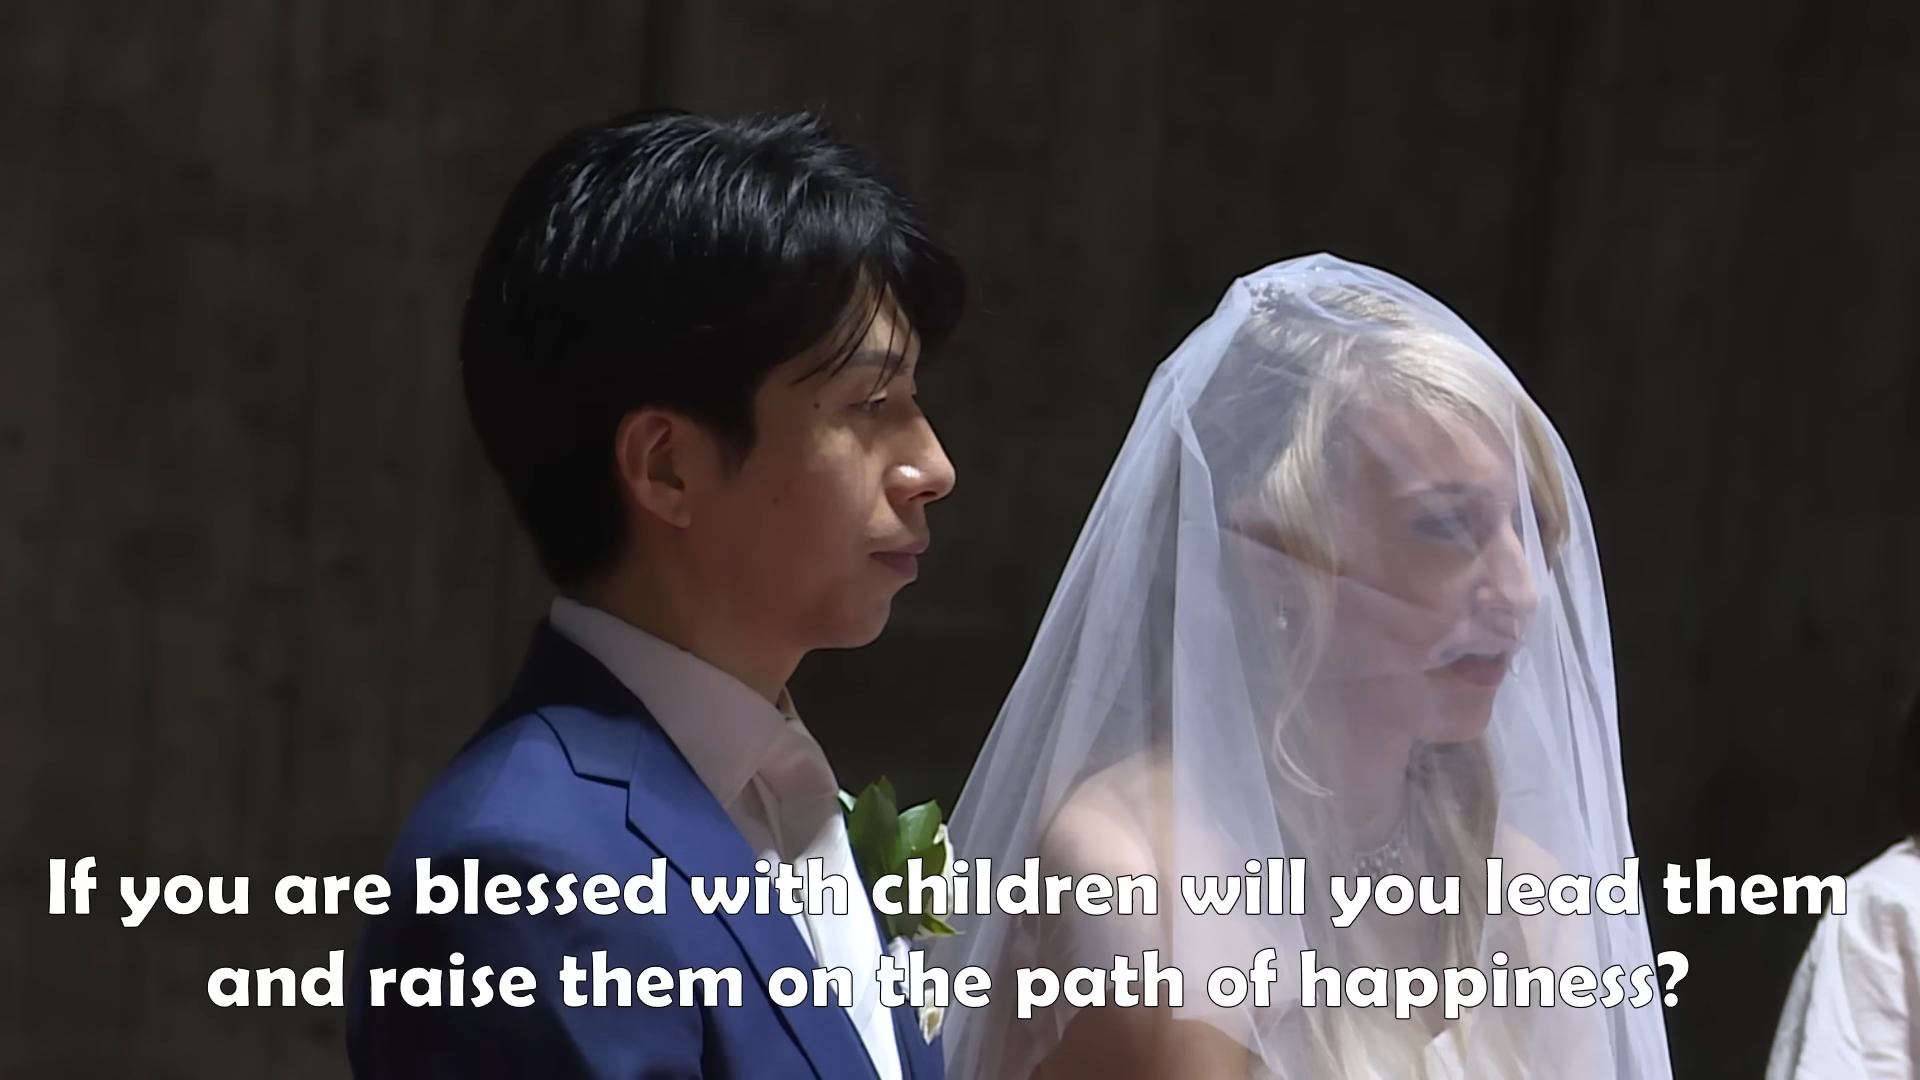 If you are blessed with children will you lead them
and raise them on the path of happiness?